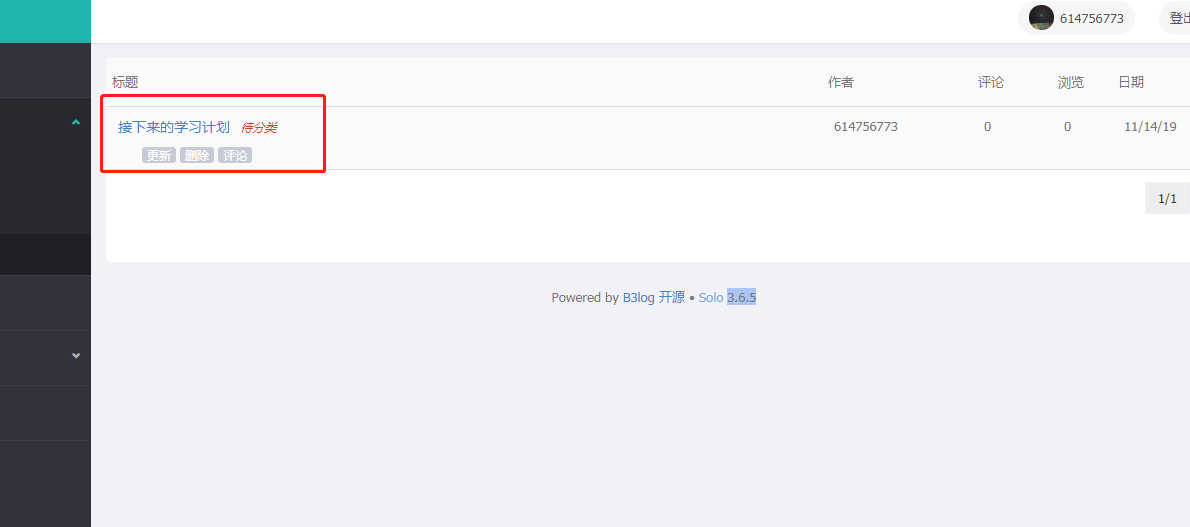 614756773 登出
标题 作者 评论 浏览 日期
接下来的学习计划 待分类 614756773 0 0 11/14/19
更新 删除 评论
1/1
Powered by B3log 开源 • Solo 3.6.5